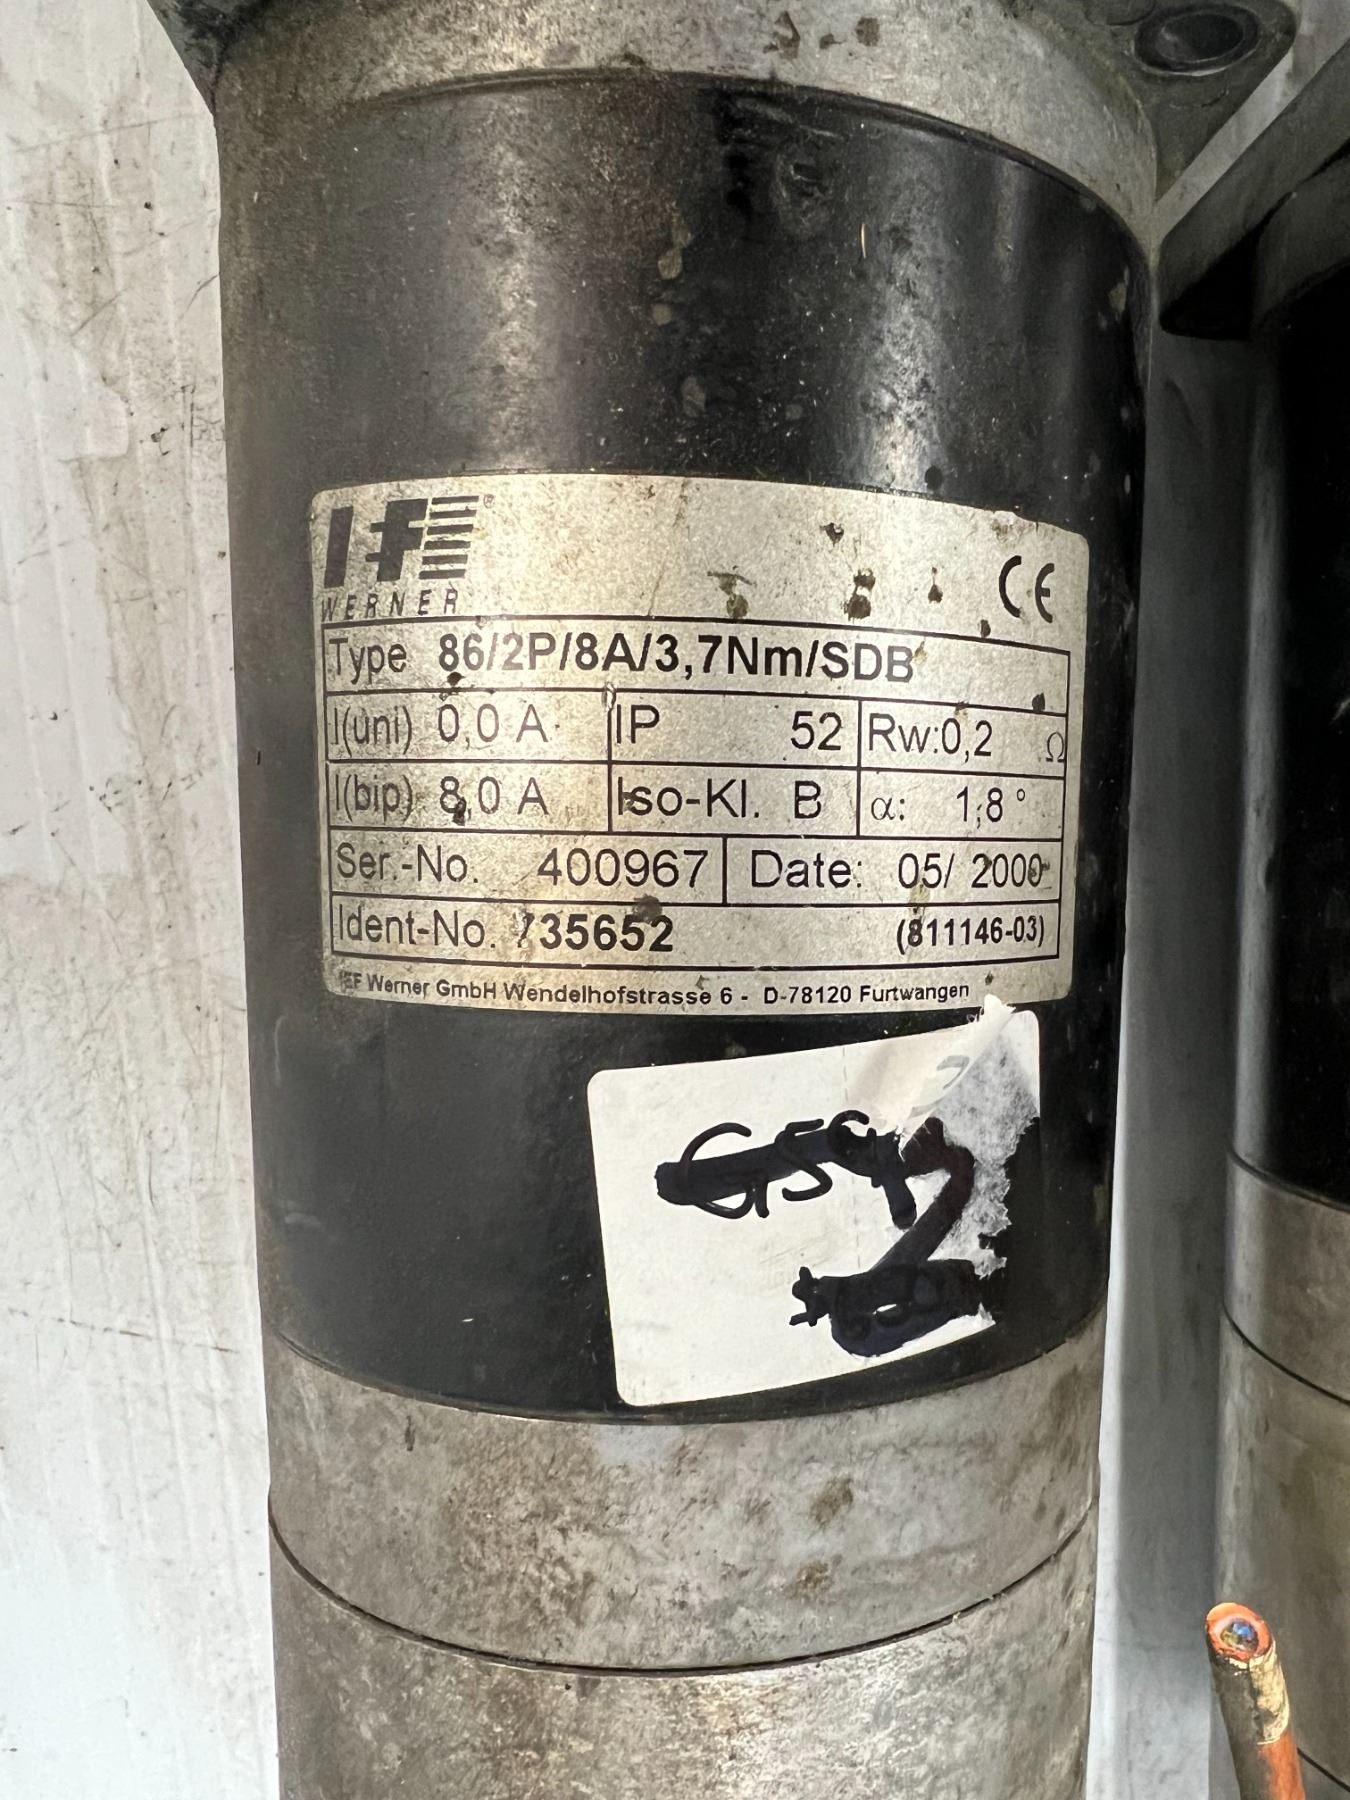 IEF®
WERNER
CE
Type 86/2P/8A/3,7Nm/SDB
I(uni) 0,0 A IP 52 Rw:0,2 Ω
I(bip) 8,0 A Iso-Kl. B α: 1,8 °
Ser.-No. 400967 Date: 05/ 2000
Ident-No. 735652 (811146-03)
IEF Werner GmbH Wendelhofstrasse 6 - D-78120 Furtwangen